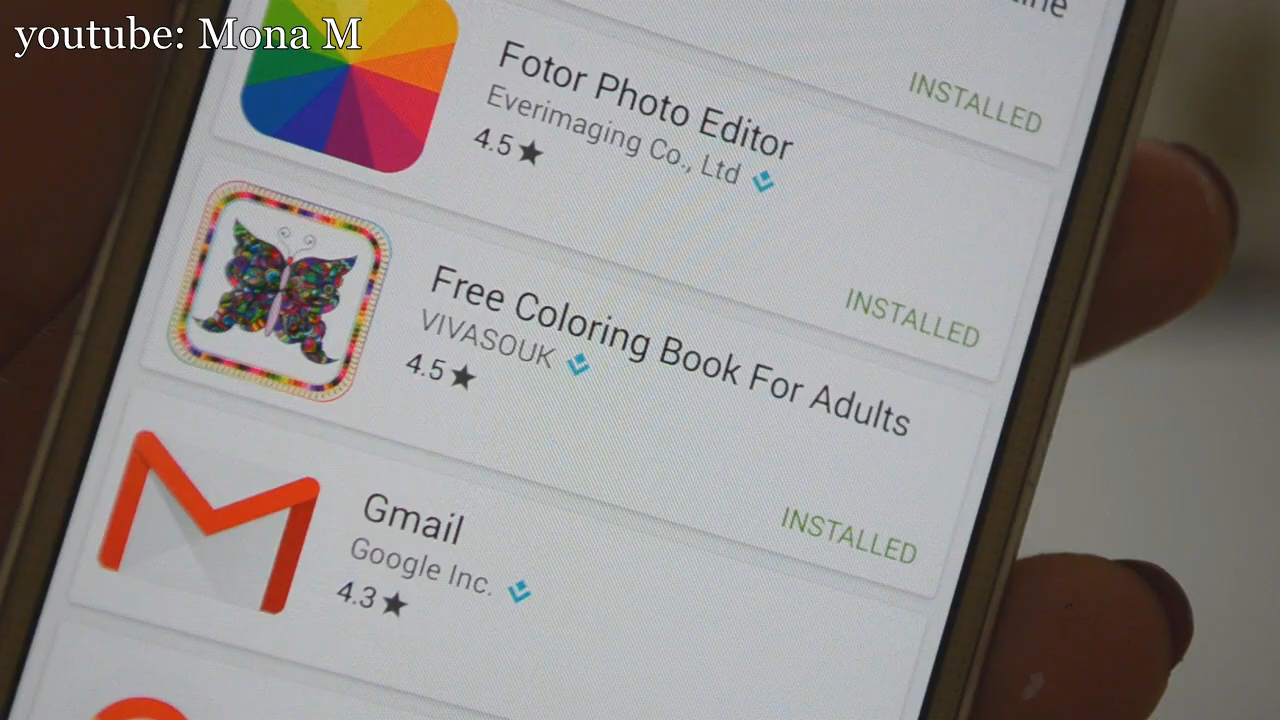 youtube: Mona M
INSTALLED
Fotor Photo Editor
Everimaging Co., Ltd
4.5
INSTALLED
Free Coloring Book For Adults
VIVASOUK
4.5
INSTALLED
Gmail
Google Inc.
4.3